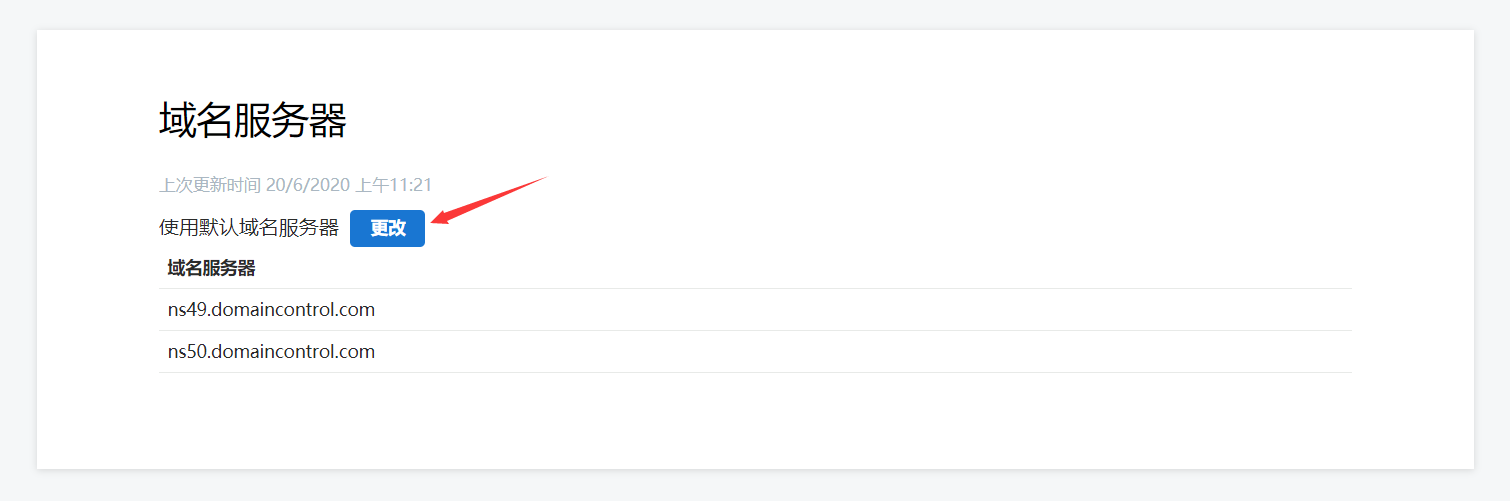 域名服务器
上次更新时间 20/6/2020 上午11:21
使用默认域名服务器 更改
域名服务器
ns49.domaincontrol.com
ns50.domaincontrol.com